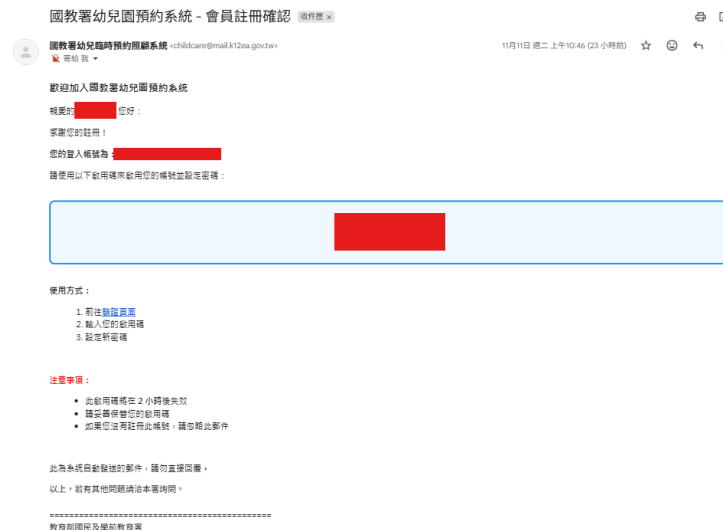 國教署幼兒園預約系統 - 會員註冊確認 收件匣 ×
國教署幼兒臨時預約照顧系統 <childcare@mail.k12ea.gov.tw>
11月11日 週二 上午10:46 (23 小時前)
寄給 我
歡迎加入國教署幼兒園預約系統
親愛的 您好：
感謝您的註冊！
您的登入帳號為：
請使用以下啟用碼來啟用您的帳號並設定密碼：
使用方式：
1. 前往驗證頁面
2. 輸入您的啟用碼
3. 設定新密碼
注意事項：
• 此啟用碼將在 2 小時後失效
• 請妥善保管您的啟用碼
• 如果您沒有註冊此帳號，請忽略此郵件
此為系統自動發送的郵件，請勿直接回覆。
以上，若有其他問題請洽本署詢問。
============================================
教育部國民及學前教育署